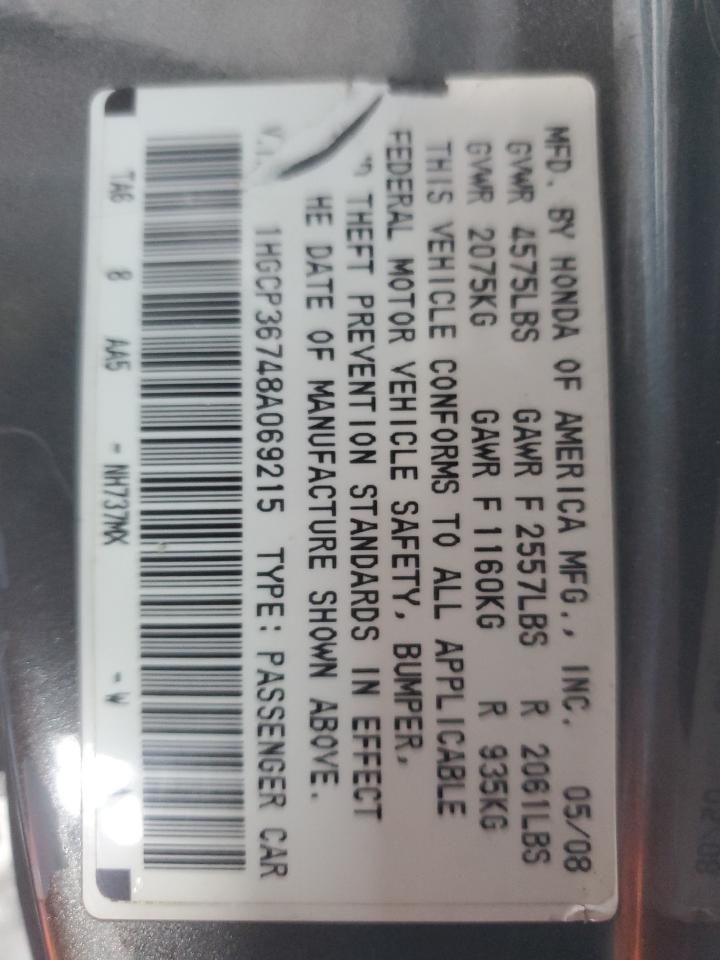 MFD. BY HONDA OF AMERICA MFG., INC. 05/08
GVWR 4575LBS GAWR F 2557LBS R 2061LBS
GVWR 2075KG GAWR F 1160KG R 935KG
THIS VEHICLE CONFORMS TO ALL APPLICABLE
FEDERAL MOTOR VEHICLE SAFETY, BUMPER,
THEFT PREVENTION STANDARDS IN EFFECT
HE DATE OF MANUFACTURE SHOWN ABOVE.
1HGCP36748A069215 TYPE: PASSENGER CAR
TA6 8 AA5 - NH737MX - W